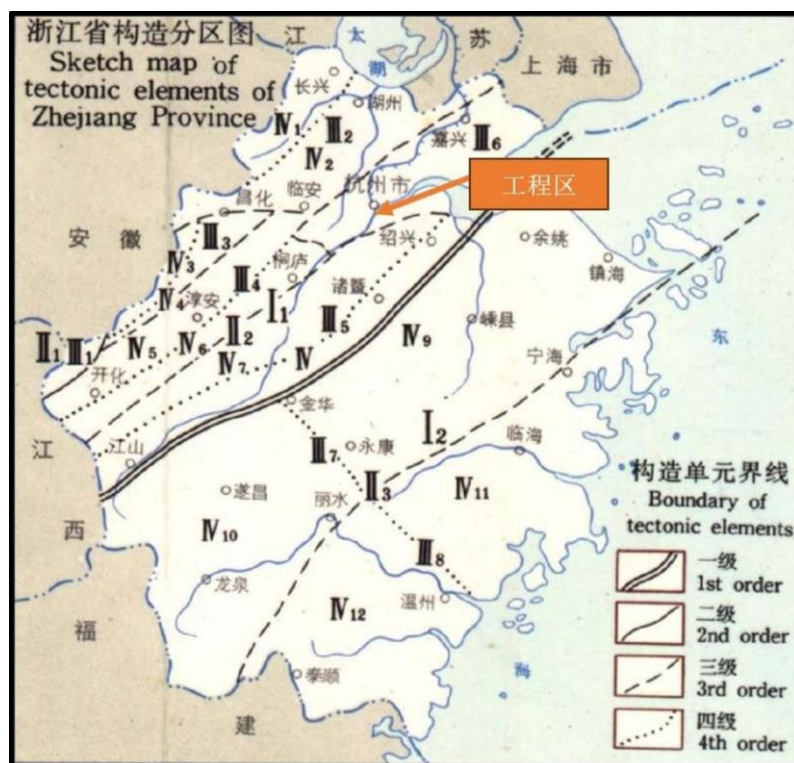 浙江省构造分区图
Sketch map of
tectonic elements of
Zhejiang Province
江
苏
太
湖
上海市
长兴
湖州
嘉兴
Ⅳ1
Ⅲ2
Ⅳ2
Ⅲ6
昌化
临安
杭州市
工程区
安
徽
Ⅲ3
Ⅳ3
绍兴
余姚
镇海
桐庐
Ⅳ4
Ⅲ4
淳安
Ⅰ1
诸暨
Ⅲ5
嵊县
东
Ⅱ1
Ⅲ1
Ⅳ5
Ⅳ6
Ⅱ2
Ⅳ7
Ⅳ
Ⅳ9
宁海
开化
金华
江山
永康
Ⅰ2
临海
江
西
Ⅲ7
遂昌
丽水
Ⅱ3
Ⅳ11
Ⅳ10
Ⅲ8
龙泉
温州
Ⅳ12
福
建
泰顺
海
构造单元界线
Boundary of
tectonic elements
一级
1st order
二级
2nd order
三级
3rd order
四级
4th order